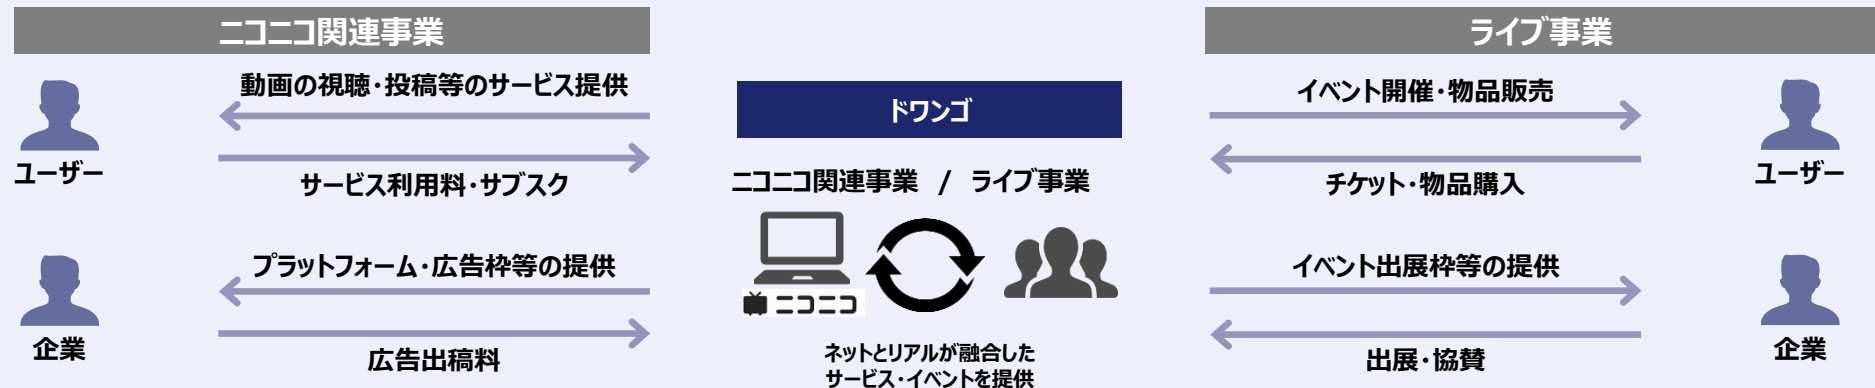 ニコニコ関連事業
動画の視聴・投稿等のサービス提供
ユーザー
サービス利用料・サブスク
プラットフォーム・広告枠等の提供
企業
広告出稿料
ドワンゴ
ニコニコ関連事業 / ライブ事業
ニコニコ
ネットとリアルが融合した
サービス・イベントを提供
ライブ事業
イベント開催・物品販売
ユーザー
チケット・物品購入
イベント出展枠等の提供
企業
出展・協賛